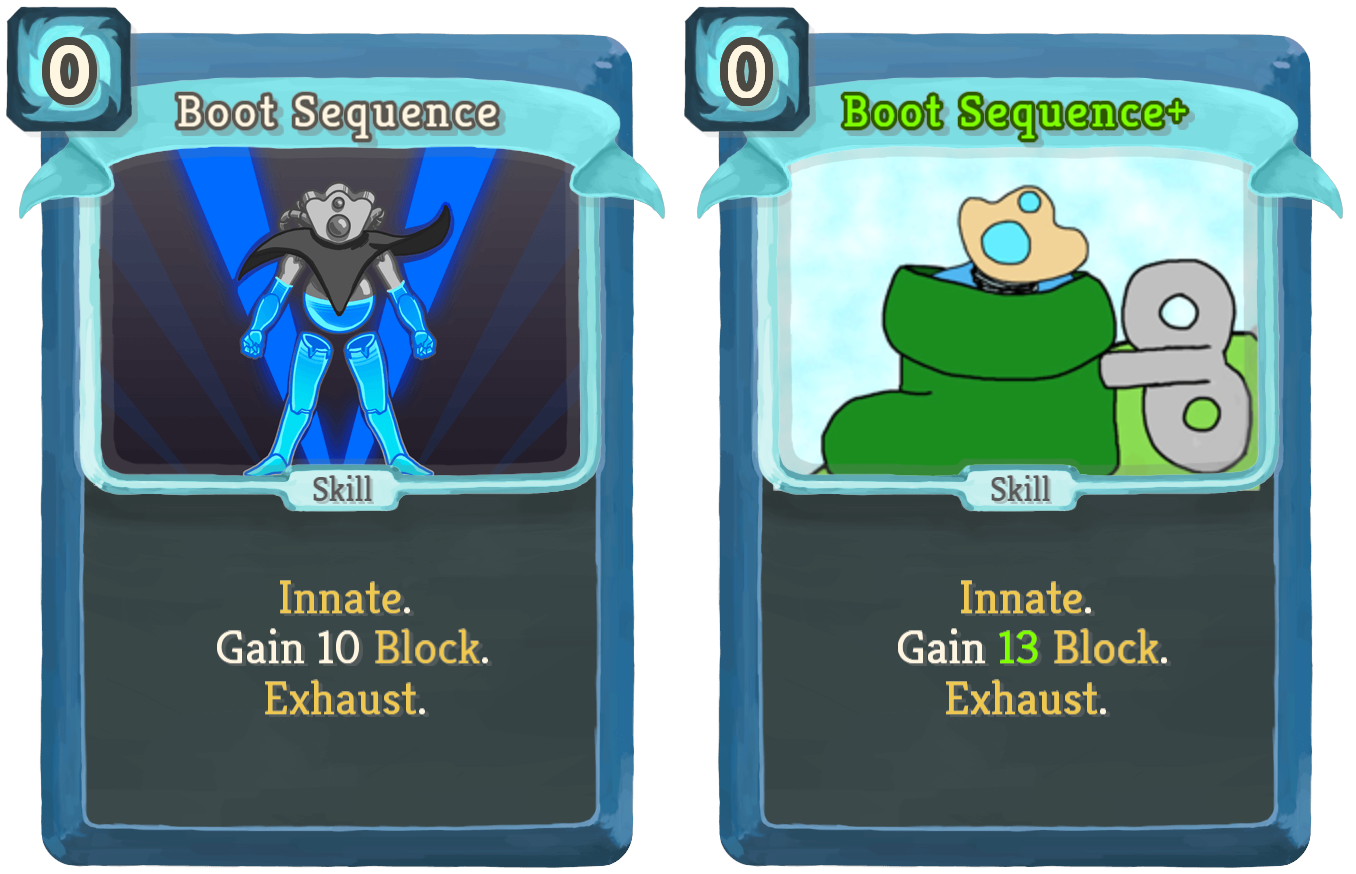 0
Boot Sequence
Skill
Innate.
Gain 10 Block.
Exhaust.
0
Boot Sequence+
Skill
Innate.
Gain 13 Block.
Exhaust.